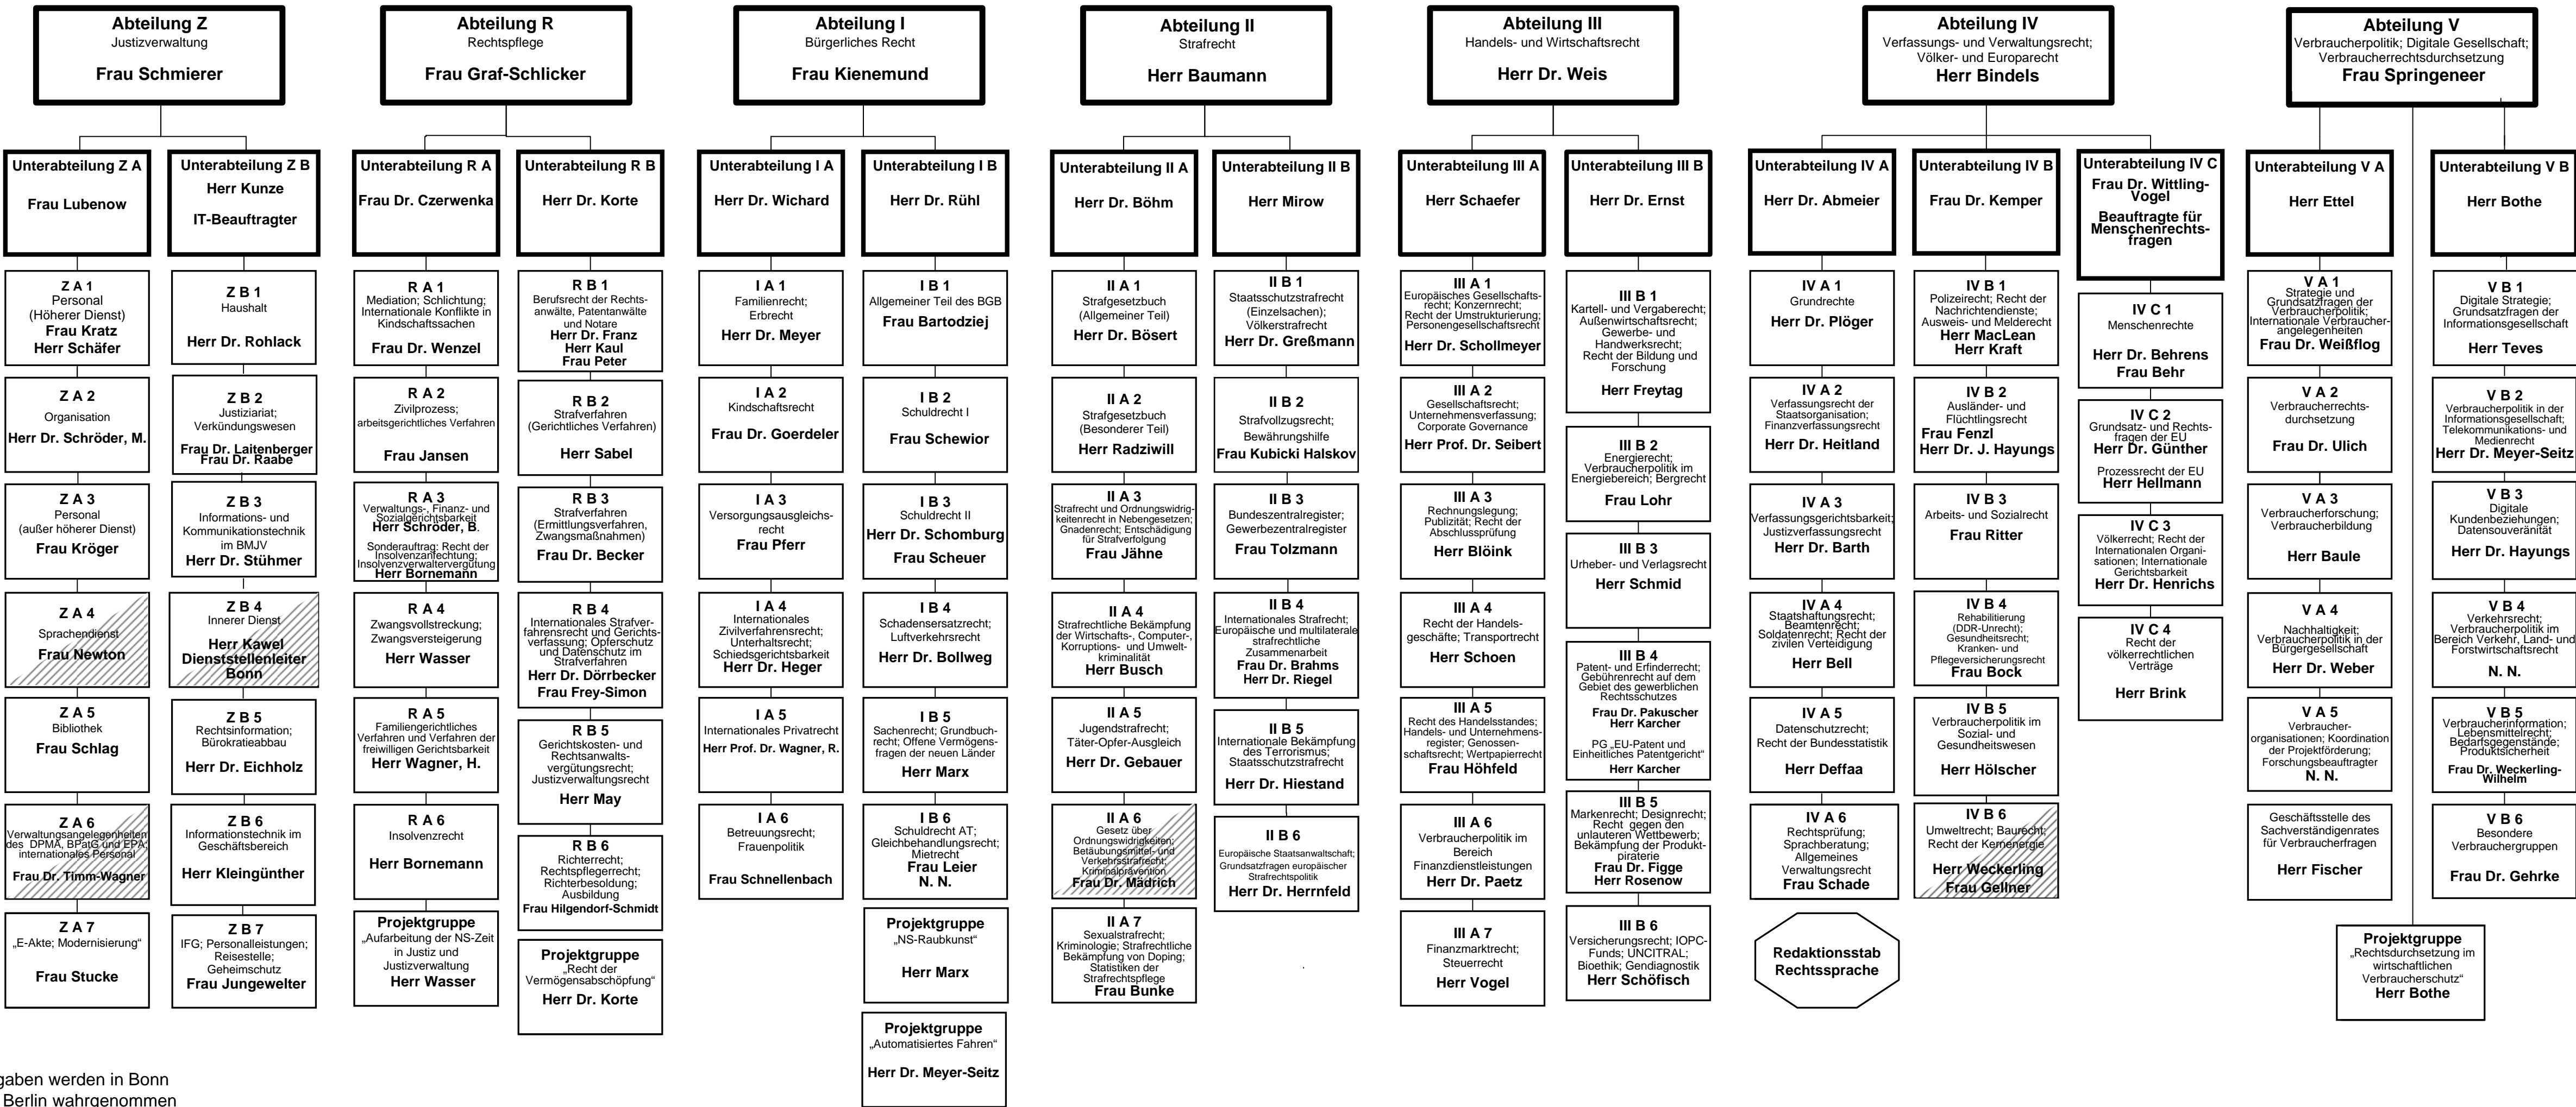 Abteilung Z
Justizverwaltung
Frau Schmierer
Abteilung R
Rechtspflege
Frau Graf-Schlicker
Abteilung I
Bürgerliches Recht
Frau Kienemund
Abteilung II
Strafrecht
Herr Baumann
Abteilung III
Handels- und Wirtschaftsrecht
Herr Dr. Weis
Abteilung IV
Verfassungs- und Verwaltungsrecht;
Völker- und Europarecht
Herr Bindels
Abteilung V
Verbraucherpolitik; Digitale Gesellschaft;
Verbraucherrechtsdurchsetzung
Frau Springeneer
Unterabteilung Z A
Frau Lubenow
Z A 1
Personal
(Höherer Dienst)
Frau Kratz
Herr Schäfer
Z A 2
Organisation
Herr Dr. Schröder, M.
Z A 3
Personal
(außer höherer Dienst)
Frau Kröger
Z A 4
Sprachendienst
Frau Newton
Z A 5
Bibliothek
Frau Schlag
Z A 6
Verwaltungsangelegenheiten
des DPMA, BPatG und EPA;
internationales Personal
Frau Dr. Timm-Wagner
Z A 7
„E-Akte; Modernisierung“
Frau Stucke
Unterabteilung Z B
Herr Kunze
IT-Beauftragter
Z B 1
Haushalt
Herr Dr. Rohlack
Z B 2
Justiziariat;
Verkündungswesen
Frau Dr. Laitenberger
Frau Dr. Raabe
Z B 3
Informations- und
Kommunikationstechnik
im BMJV
Herr Dr. Stühmer
Z B 4
Innerer Dienst
Herr Kawel
Dienststellenleiter
Bonn
Z B 5
Rechtsinformation;
Bürokratieabbau
Herr Dr. Eichholz
Z B 6
Informationstechnik im
Geschäftsbereich
Herr Kleingünther
Z B 7
IFG; Personalleistungen;
Reisestelle;
Geheimschutz
Frau Jungewelter
Unterabteilung R A
Frau Dr. Czerwenka
R A 1
Mediation; Schlichtung;
Internationale Konflikte in
Kindschaftssachen
Frau Dr. Wenzel
R A 2
Zivilprozess;
arbeitsgerichtliches Verfahren
Frau Jansen
R A 3
Verwaltungs-, Finanz- und
Sozialgerichtsbarkeit
Herr Schröder, B.
Sonderauftrag: Recht der
Insolvenzanfechtung;
Insolvenzverwaltervergütung
Herr Bornemann
R A 4
Zwangsvollstreckung;
Zwangsversteigerung
Herr Wasser
R A 5
Familiengerichtliches
Verfahren und Verfahren der
freiwilligen Gerichtsbarkeit
Herr Wagner, H.
R A 6
Insolvenzrecht
Herr Bornemann
Projektgruppe
„Aufarbeitung der NS-Zeit
in Justiz und
Justizverwaltung
Herr Wasser
Unterabteilung R B
Herr Dr. Korte
R B 1
Berufsrecht der Rechts-
anwälte, Patentanwälte
und Notare
Herr Dr. Franz
Herr Kaul
Frau Peter
R B 2
Strafverfahren
(Gerichtliches Verfahren)
Herr Sabel
R B 3
Strafverfahren
(Ermittlungsverfahren,
Zwangsmaßnahmen)
Frau Dr. Becker
R B 4
Internationales Strafver-
fahrensrecht und Gerichts-
verfassung; Opferschutz
und Datenschutz im
Strafverfahren
Herr Dr. Dörrbecker
Frau Frey-Simon
R B 5
Gerichtskosten- und
Rechtsanwalts-
vergütungsrecht;
Justizverwaltungsrecht
Herr May
R B 6
Richterrecht;
Rechtspflegerrecht;
Richterbesoldung;
Ausbildung
Frau Hilgendorf-Schmidt
Projektgruppe
„Recht der
Vermögensabschöpfung“
Herr Dr. Korte
Unterabteilung I A
Herr Dr. Wichard
I A 1
Familienrecht;
Erbrecht
Herr Dr. Meyer
I A 2
Kindschaftsrecht
Frau Dr. Goerdeler
I A 3
Versorgungsausgleichs-
recht
Frau Pferr
I A 4
Internationales
Zivilverfahrensrecht;
Unterhaltsrecht;
Schiedsgerichtsbarkeit
Herr Dr. Heger
I A 5
Internationales Privatrecht
Herr Prof. Dr. Wagner, R.
I A 6
Betreuungsrecht;
Frauenpolitik
Frau Schnellenbach
Unterabteilung I B
Herr Dr. Rühl
I B 1
Allgemeiner Teil des BGB
Frau Bartodziej
I B 2
Schuldrecht I
Frau Schewior
I B 3
Schuldrecht II
Herr Dr. Schomburg
Frau Scheuer
I B 4
Schadensersatzrecht;
Luftverkehrsrecht
Herr Dr. Bollweg
I B 5
Sachenrecht; Grundbuch-
recht; Offene Vermögens-
fragen der neuen Länder
Herr Marx
I B 6
Schuldrecht AT;
Gleichbehandlungsrecht;
Mietrecht
Frau Leier
N. N.
Projektgruppe
„NS-Raubkunst“
Herr Marx
Projektgruppe
„Automatisiertes Fahren“
Herr Dr. Meyer-Seitz
Unterabteilung II A
Herr Dr. Böhm
II A 1
Strafgesetzbuch
(Allgemeiner Teil)
Herr Dr. Bösert
II A 2
Strafgesetzbuch
(Besonderer Teil)
Herr Radziwill
II A 3
Strafrecht und Ordnungswidrig-
keitenrecht in Nebengesetzen;
Gnadenrecht; Entschädigung
für Strafverfolgung
Frau Jähne
II A 4
Strafrechtliche Bekämpfung
der Wirtschafts-, Computer-,
Korruptions- und Umwelt-
kriminalität
Herr Busch
II A 5
Jugendstrafrecht;
Täter-Opfer-Ausgleich
Herr Dr. Gebauer
II A 6
Gesetz über
Ordnungswidrigkeiten;
Betäubungsmittel- und
Verkehrsstrafrecht;
Kriminalprävention
Frau Dr. Mädrich
II A 7
Sexualstrafrecht;
Kriminologie; Strafrechtliche
Bekämpfung von Doping;
Statistiken der
Strafrechtspflege
Frau Bunke
Unterabteilung II B
Herr Mirow
II B 1
Staatsschutzstrafrecht
(Einzelsachen);
Völkerstrafrecht
Herr Dr. Greßmann
II B 2
Strafvollzugsrecht;
Bewährungshilfe
Frau Kubicki Halskov
II B 3
Bundeszentralregister;
Gewerbezentralregister
Frau Tolzmann
II B 4
Internationales Strafrecht;
Europäische und multilaterale
strafrechtliche
Zusammenarbeit
Frau Dr. Brahms
Herr Dr. Riegel
II B 5
Internationale Bekämpfung
des Terrorismus;
Staatsschutzstrafrecht
Herr Dr. Hiestand
II B 6
Europäische Staatsanwaltschaft;
Grundsatzfragen europäischer
Strafrechtspolitik
Herr Dr. Herrnfeld
Unterabteilung III A
Herr Schaefer
III A 1
Europäisches Gesellschafts-
recht; Konzernrecht;
Recht der Umstrukturierung;
Personengesellschaftsrecht
Herr Dr. Schollmeyer
III A 2
Gesellschaftsrecht;
Unternehmensverfassung;
Corporate Governance
Herr Prof. Dr. Seibert
III A 3
Rechnungslegung;
Publizität; Recht der
Abschlussprüfung
Herr Blöink
III A 4
Recht der Handels-
geschäfte; Transportrecht
Herr Schoen
III A 5
Recht des Handelsstandes;
Handels- und Unternehmens-
register; Genossen-
schaftsrecht; Wertpapierrecht
Frau Höhfeld
III A 6
Verbraucherpolitik im
Bereich
Finanzdienstleistungen
Herr Dr. Paetz
III A 7
Finanzmarktrecht;
Steuerrecht
Herr Vogel
Unterabteilung III B
Herr Dr. Ernst
III B 1
Kartell- und Vergaberecht;
Außenwirtschaftsrecht;
Gewerbe- und
Handwerksrecht;
Recht der Bildung und
Forschung
Herr Freytag
III B 2
Energierecht;
Verbraucherpolitik im
Energiebereich; Bergrecht
Frau Lohr
III B 3
Urheber- und Verlagsrecht
Herr Schmid
III B 4
Patent- und Erfinderrecht;
Gebührenrecht auf dem
Gebiet des gewerblichen
Rechtsschutzes
Frau Dr. Pakuscher
Herr Karcher
PG „EU-Patent und
Einheitliches Patentgericht“
Herr Karcher
III B 5
Markenrecht; Designrecht;
Recht gegen den
unlauteren Wettbewerb;
Bekämpfung der Produkt-
piraterie
Frau Dr. Figge
Herr Rosenow
III B 6
Versicherungsrecht; IOPC-
Funds; UNCITRAL;
Bioethik; Gendiagnostik
Herr Schöfisch
Unterabteilung IV A
Herr Dr. Abmeier
IV A 1
Grundrechte
Herr Dr. Plöger
IV A 2
Verfassungsrecht der
Staatsorganisation;
Finanzverfassungsrecht
Herr Dr. Heitland
IV A 3
Verfassungsgerichtsbarkeit;
Justizverfassungsrecht
Herr Dr. Barth
IV A 4
Staatshaftungsrecht;
Beamtenrecht;
Soldatenrecht; Recht der
zivilen Verteidigung
Herr Bell
IV A 5
Datenschutzrecht;
Recht der Bundesstatistik
Herr Deffaa
IV A 6
Rechtsprüfung;
Sprachberatung;
Allgemeines
Verwaltungsrecht
Frau Schade
Redaktionsstab
Rechtssprache
Unterabteilung IV B
Frau Dr. Kemper
IV B 1
Polizeirecht; Recht der
Nachrichtendienste;
Ausweis- und Melderecht
Herr MacLean
Herr Kraft
IV B 2
Ausländer- und
Flüchtlingsrecht
Frau Fenzl
Herr Dr. J. Hayungs
IV B 3
Arbeits- und Sozialrecht
Frau Ritter
IV B 4
Rehabilitierung
(DDR-Unrecht);
Gesundheitsrecht;
Kranken- und
Pflegeversicherungsrecht
Frau Bock
IV B 5
Verbraucherpolitik im
Sozial- und
Gesundheitswesen
Herr Hölscher
IV B 6
Umweltrecht; Baurecht;
Recht der Kernenergie
Herr Weckerling
Frau Gellner
Unterabteilung IV C
Frau Dr. Wittling-
Vogel
Beauftragte für
Menschenrechts-
fragen
IV C 1
Menschenrechte
Herr Dr. Behrens
Frau Behr
IV C 2
Grundsatz- und Rechts-
fragen der EU
Herr Dr. Günther
Prozessrecht der EU
Herr Hellmann
IV C 3
Völkerrecht; Recht der
Internationalen Organi-
sationen; Internationale
Gerichtsbarkeit
Herr Dr. Henrichs
IV C 4
Recht der
völkerrechtlichen
Verträge
Herr Brink
Unterabteilung V A
Herr Ettel
V A 1
Strategie und
Grundsatzfragen der
Verbraucherpolitik;
Internationale Verbraucher-
angelegenheiten
Frau Dr. Weißflog
V A 2
Verbraucherrechts-
durchsetzung
Frau Dr. Ulich
V A 3
Verbraucherforschung;
Verbraucherbildung
Herr Baule
V A 4
Nachhaltigkeit;
Verbraucherpolitik in der
Bürgergesellschaft
Herr Dr. Weber
V A 5
Verbraucher-
organisationen; Koordination
der Projektförderung;
Forschungsbeauftragter
N. N.
Geschäftsstelle des
Sachverständigenrates
für Verbraucherfragen
Herr Fischer
Unterabteilung V B
Herr Bothe
V B 1
Digitale Strategie;
Grundsatzfragen der
Informationsgesellschaft
Herr Teves
V B 2
Verbraucherpolitik in der
Informationsgesellschaft;
Telekommunikations- und
Medienrecht
Herr Dr. Meyer-Seitz
V B 3
Digitale
Kundenbeziehungen;
Datensouveränität
Herr Dr. Hayungs
V B 4
Verkehrsrecht;
Verbraucherpolitik im
Bereich Verkehr, Land- und
Forstwirtschaftsrecht
N. N.
V B 5
Verbraucherinformation;
Lebensmittelrecht;
Bedarfsgegenstände;
Produktsicherheit
Frau Dr. Weckerling-
Wilhelm
V B 6
Besondere
Verbrauchergruppen
Frau Dr. Gehrke
Projektgruppe
„Rechtsdurchsetzung im
wirtschaftlichen
Verbraucherschutz“
Herr Bothe
gaben werden in Bonn
Berlin wahrgenommen